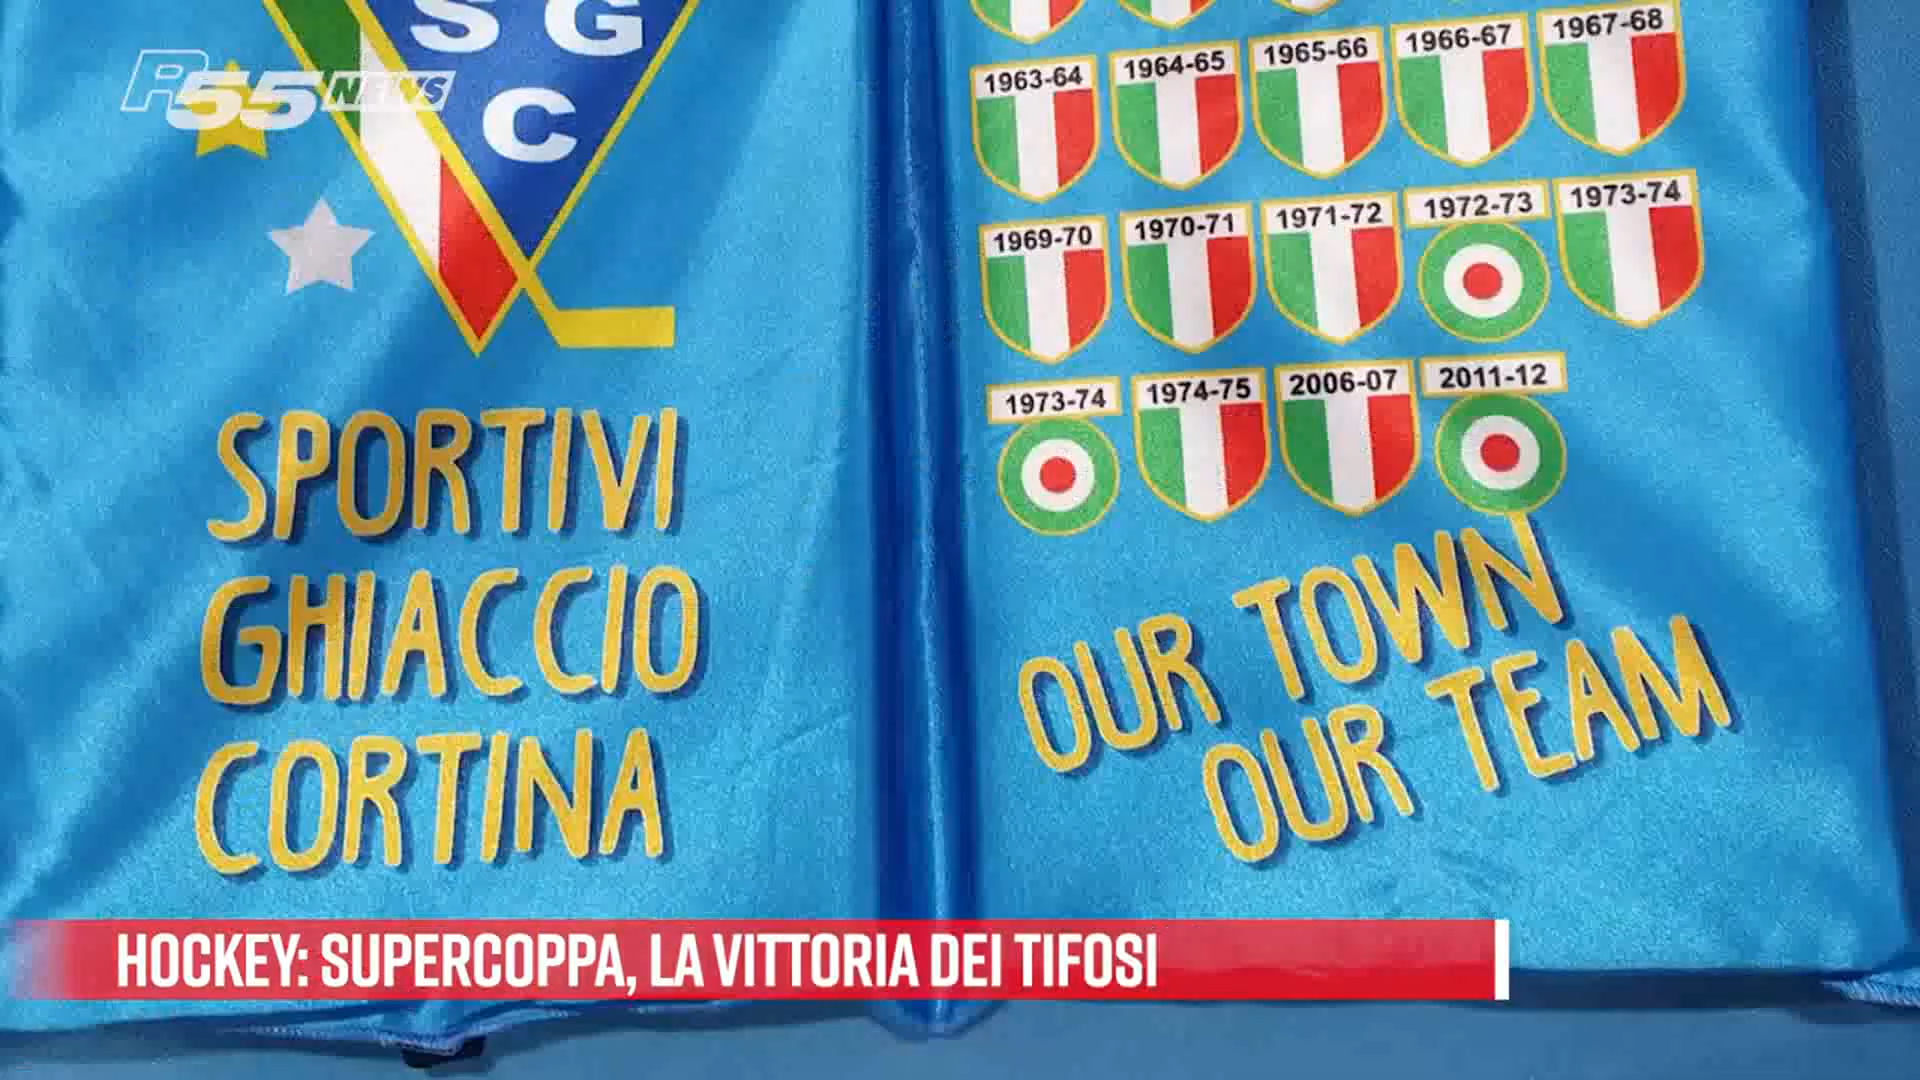 SG
C
R55 NEWS
1963-64 1964-65 1965-66 1966-67 1967-68
1969-70 1970-71 1971-72 1972-73 1973-74
1973-74 1974-75 2006-07 2011-12
SPORTIVI
GHIACCIO
CORTINA
OUR TOWN
OUR TEAM
HOCKEY: SUPERCOPPA, LA VITTORIA DEI TIFOSI